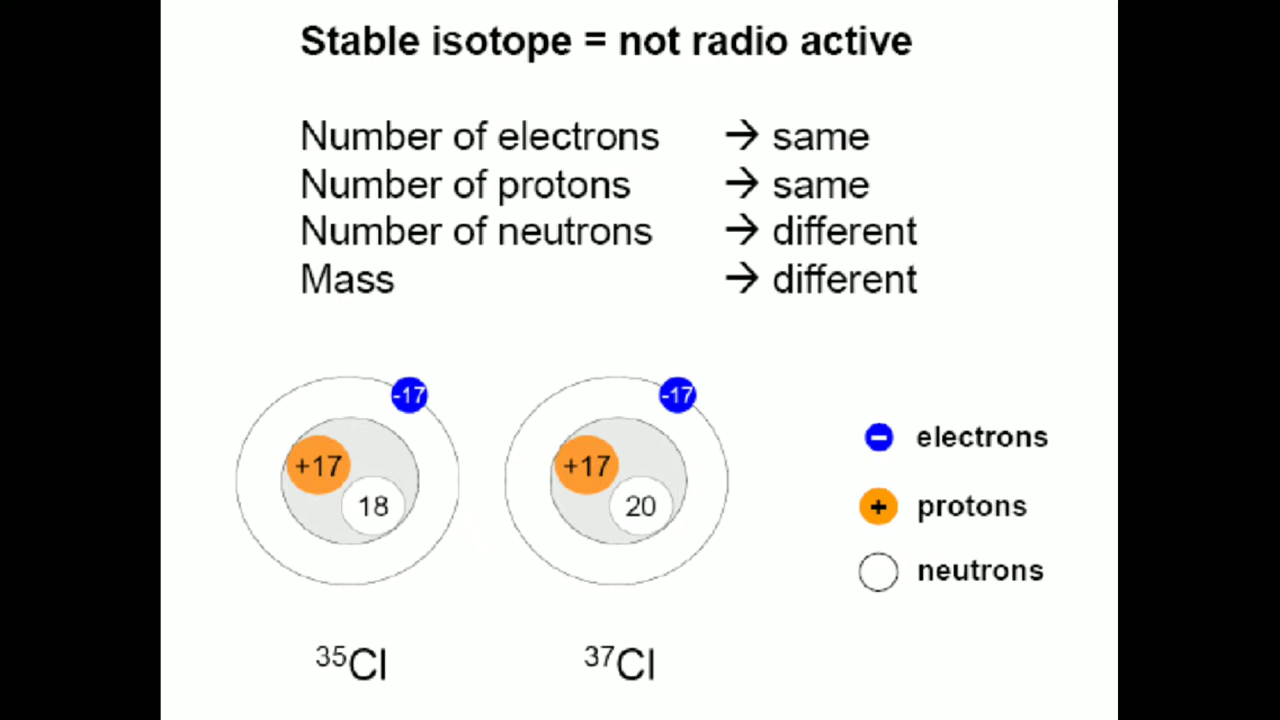 Stable isotope = not radio active
Number of electrons → same
Number of protons → same
Number of neutrons → different
Mass → different
-17
-17
+17
18
+17
20
electrons
+ protons
neutrons
³⁵Cl
³⁷Cl